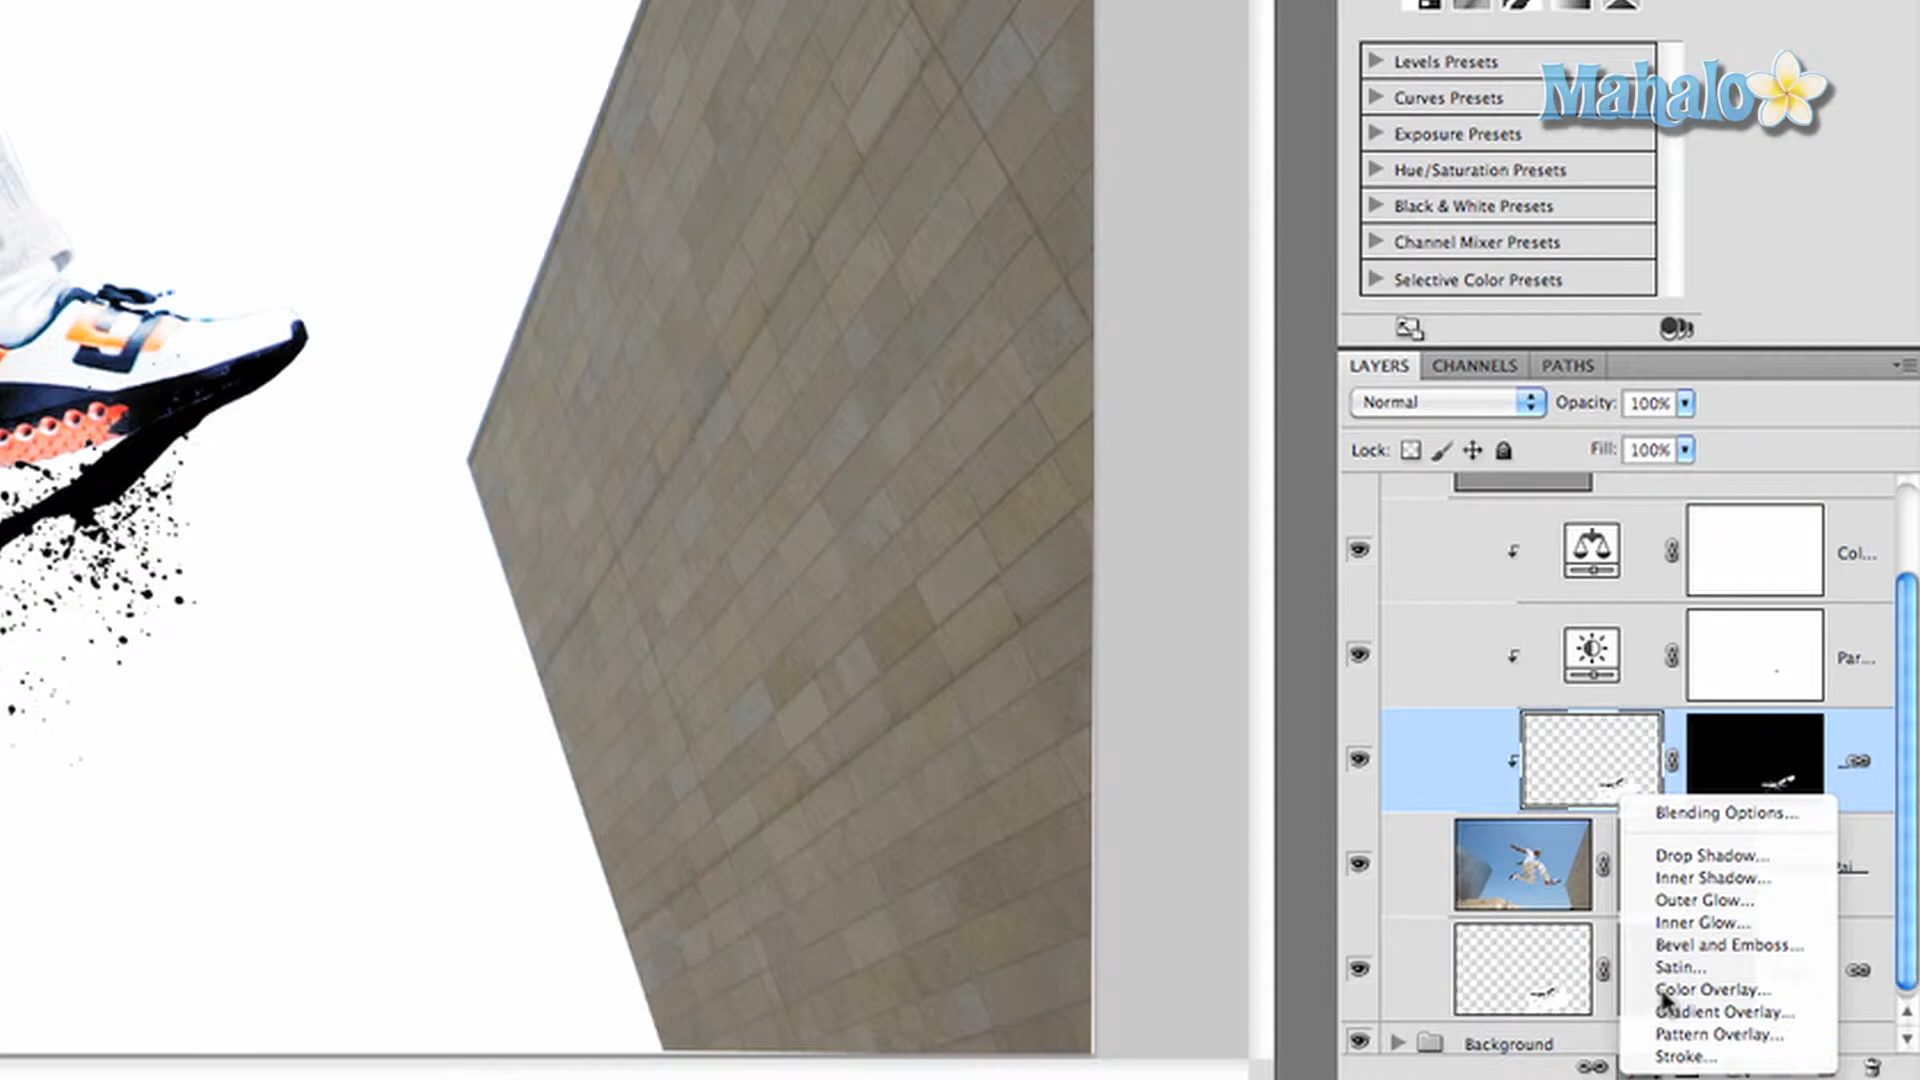 Mahalo
Levels Presets
Curves Presets
Exposure Presets
Hue/Saturation Presets
Black & White Presets
Channel Mixer Presets
Selective Color Presets
LAYERS CHANNELS PATHS
Normal Opacity: 100%
Lock: Fill: 100%
Col...
Par...
Blending Options...
Drop Shadow...
Inner Shadow...
Outer Glow...
Inner Glow...
Bevel and Emboss...
Satin...
Color Overlay...
Gradient Overlay...
Pattern Overlay...
Stroke...
Background